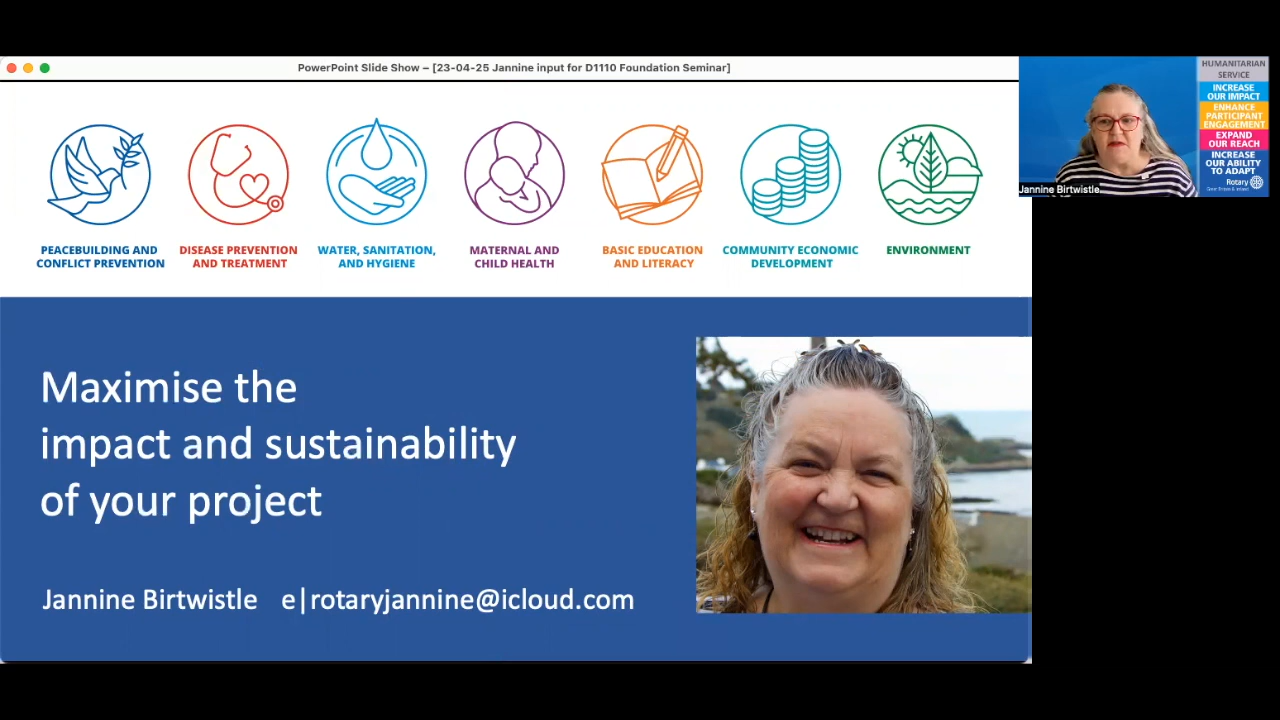 PowerPoint Slide Show – [23-04-25 Jannine input for D1110 Foundation Seminar]
PEACEBUILDING AND
CONFLICT PREVENTION
DISEASE PREVENTION
AND TREATMENT
WATER, SANITATION,
AND HYGIENE
MATERNAL AND
CHILD HEALTH
BASIC EDUCATION
AND LITERACY
COMMUNITY ECONOMIC
DEVELOPMENT
ENVIRONMENT
Maximise the
impact and sustainability
of your project
Jannine Birtwistle e|rotaryjannine@icloud.com
HUMANITARIAN
SERVICE
INCREASE
OUR IMPACT
ENHANCE
PARTICIPANT
ENGAGEMENT
EXPAND
OUR REACH
INCREASE
OUR ABILITY
TO ADAPT
Rotary
Jannine Birtwistle